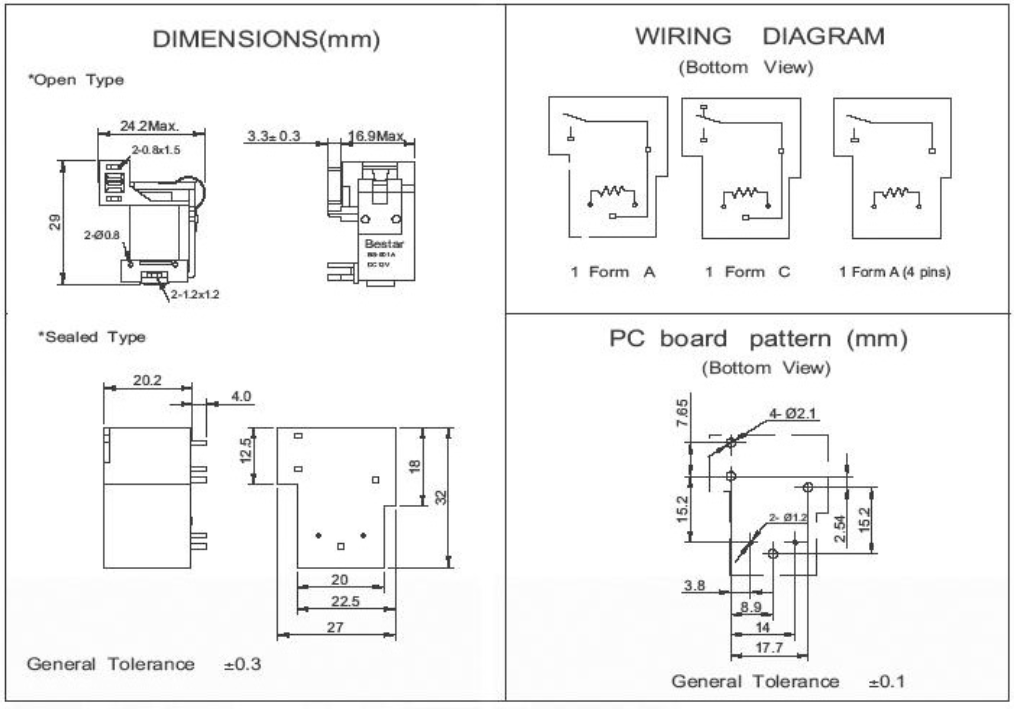 DIMENSIONS(mm)
*Open Type
24.2Max.
2-0.8x1.5
29
2-Ø0.8
2-1.2x1.2
3.3±0.3
16.9Max.
Bestar
DC12V
*Sealed Type
20.2
4.0
12.5
18
32
20
22.5
27
General Tolerance ±0.3
WIRING DIAGRAM
(Bottom View)
1 Form A
1 Form C
1 Form A (4 pins)
PC board pattern (mm)
(Bottom View)
7.65
4- Ø2.1
15.2
2- Ø1.2
2.54
15.2
3.8
8.9
14
17.7
General Tolerance ±0.1